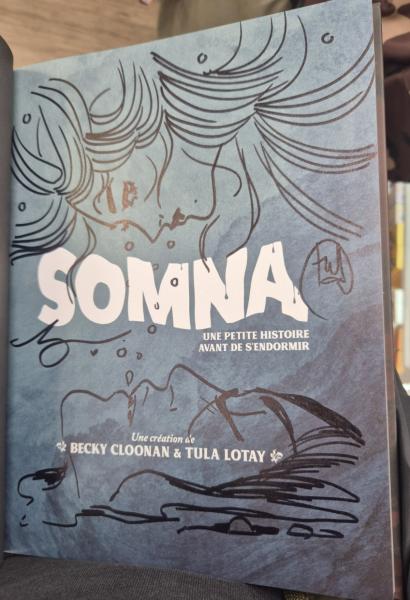 SOMNA
UNE PETITE HISTOIRE
AVANT DE S'ENDORMIR
Une création de
BECKY CLOONAN & TULA LOTAY